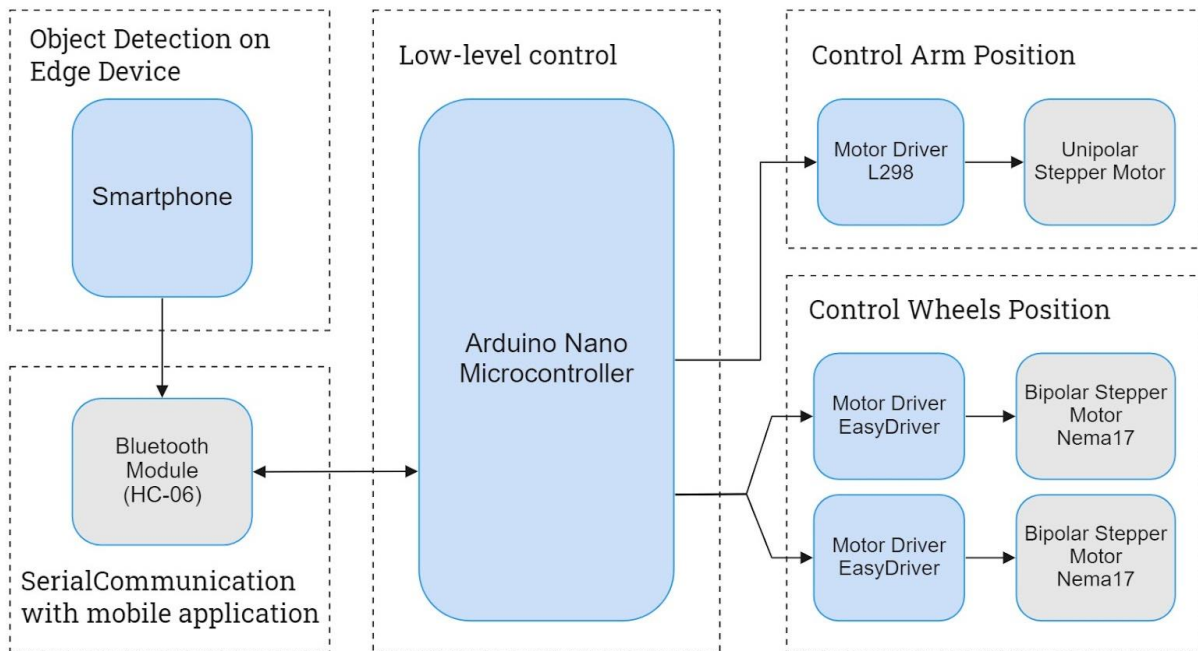 Object Detection on
Edge Device
Smartphone
Bluetooth
Module
(HC-06)
SerialCommunication
with mobile application
Low-level control
Arduino Nano
Microcontroller
Control Arm Position
Motor Driver
L298
Unipolar
Stepper Motor
Control Wheels Position
Motor Driver
EasyDriver
Bipolar Stepper
Motor
Nema17
Motor Driver
EasyDriver
Bipolar Stepper
Motor
Nema17